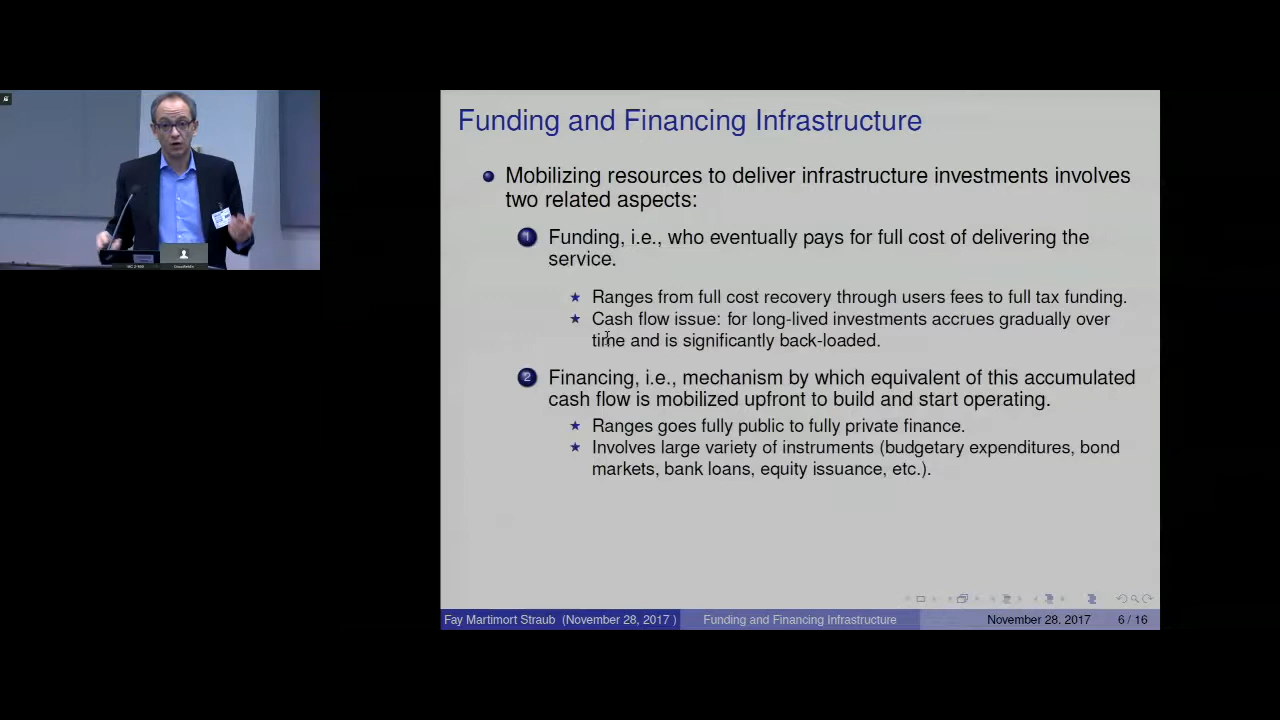 Funding and Financing Infrastructure
Mobilizing resources to deliver infrastructure investments involves
two related aspects:
1 Funding, i.e., who eventually pays for full cost of delivering the
service.
Ranges from full cost recovery through users fees to full tax funding.
Cash flow issue: for long-lived investments accrues gradually over
time and is significantly back-loaded.
2 Financing, i.e., mechanism by which equivalent of this accumulated
cash flow is mobilized upfront to build and start operating.
Ranges goes fully public to fully private finance.
Involves large variety of instruments (budgetary expenditures, bond
markets, bank loans, equity issuance, etc.).
Fay Martimort Straub (November 28, 2017 ) Funding and Financing Infrastructure November 28. 2017 6 / 16